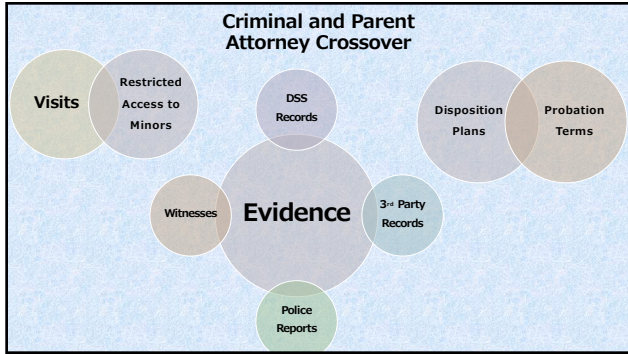 Criminal and Parent
Attorney Crossover
Visits
Restricted
Access to
Minors
DSS
Records
Disposition
Plans
Probation
Terms
Witnesses
Evidence
3rd Party
Records
Police
Reports